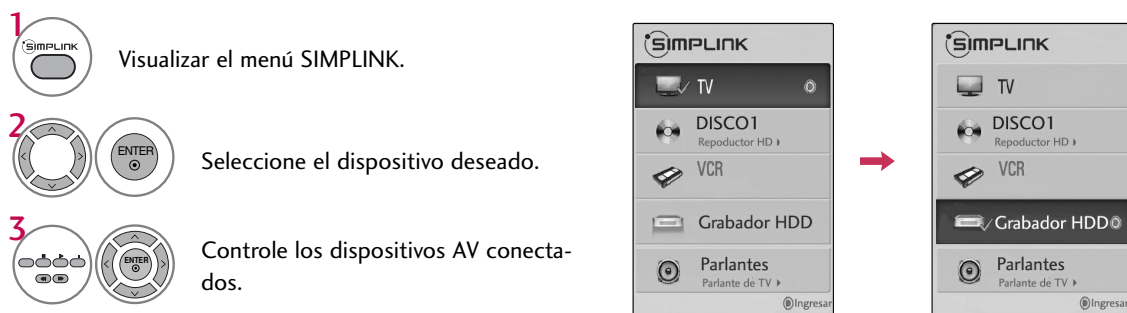 1
SIMPLINK
Visualizar el menú SIMPLINK.
2
ENTER
Seleccione el dispositivo deseado.
3
ENTER
Controle los dispositivos AV conecta-
dos.
SIMPLINK
TV
DISCO1
Repoductor HD
VCR
Grabador HDD
Parlantes
Parlante de TV
Ingresar
SIMPLINK
TV
DISCO1
Repoductor HD
VCR
Grabador HDD
Parlantes
Parlante de TV
Ingresar